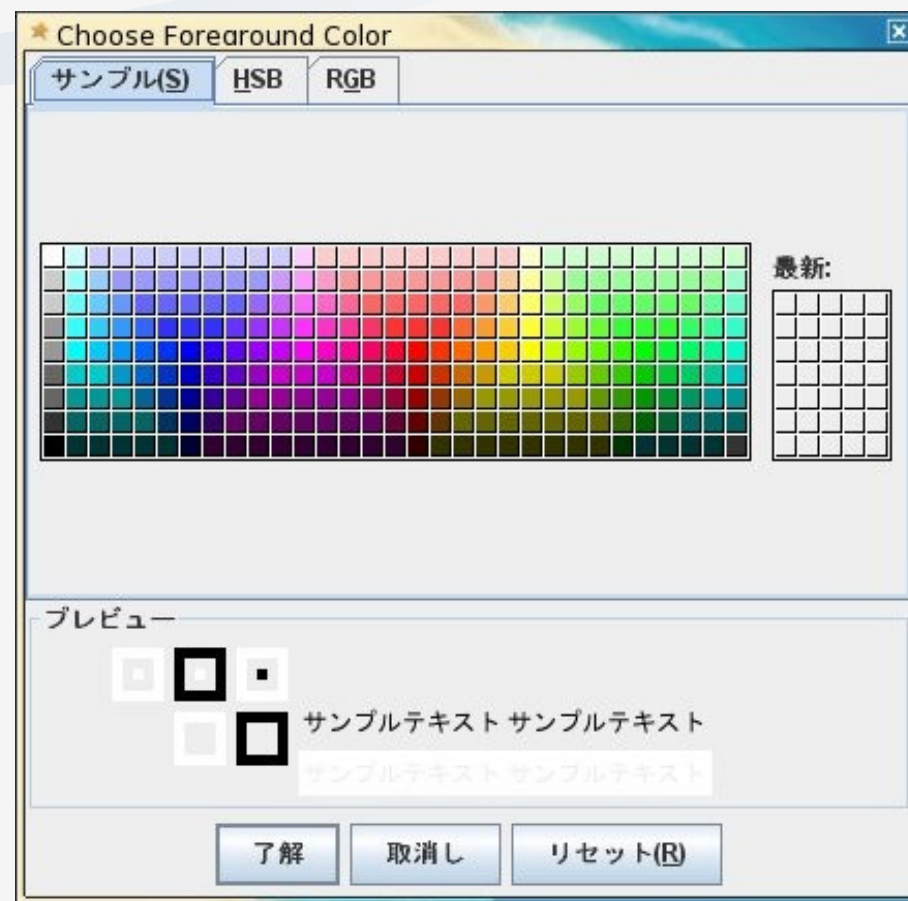 Choose Foreground Color
サンプル(S) HSB RGB
最新:
プレビュー
サンプルテキスト サンプルテキスト
サンプルテキスト サンプルテキスト
了解 取消し リセット(R)